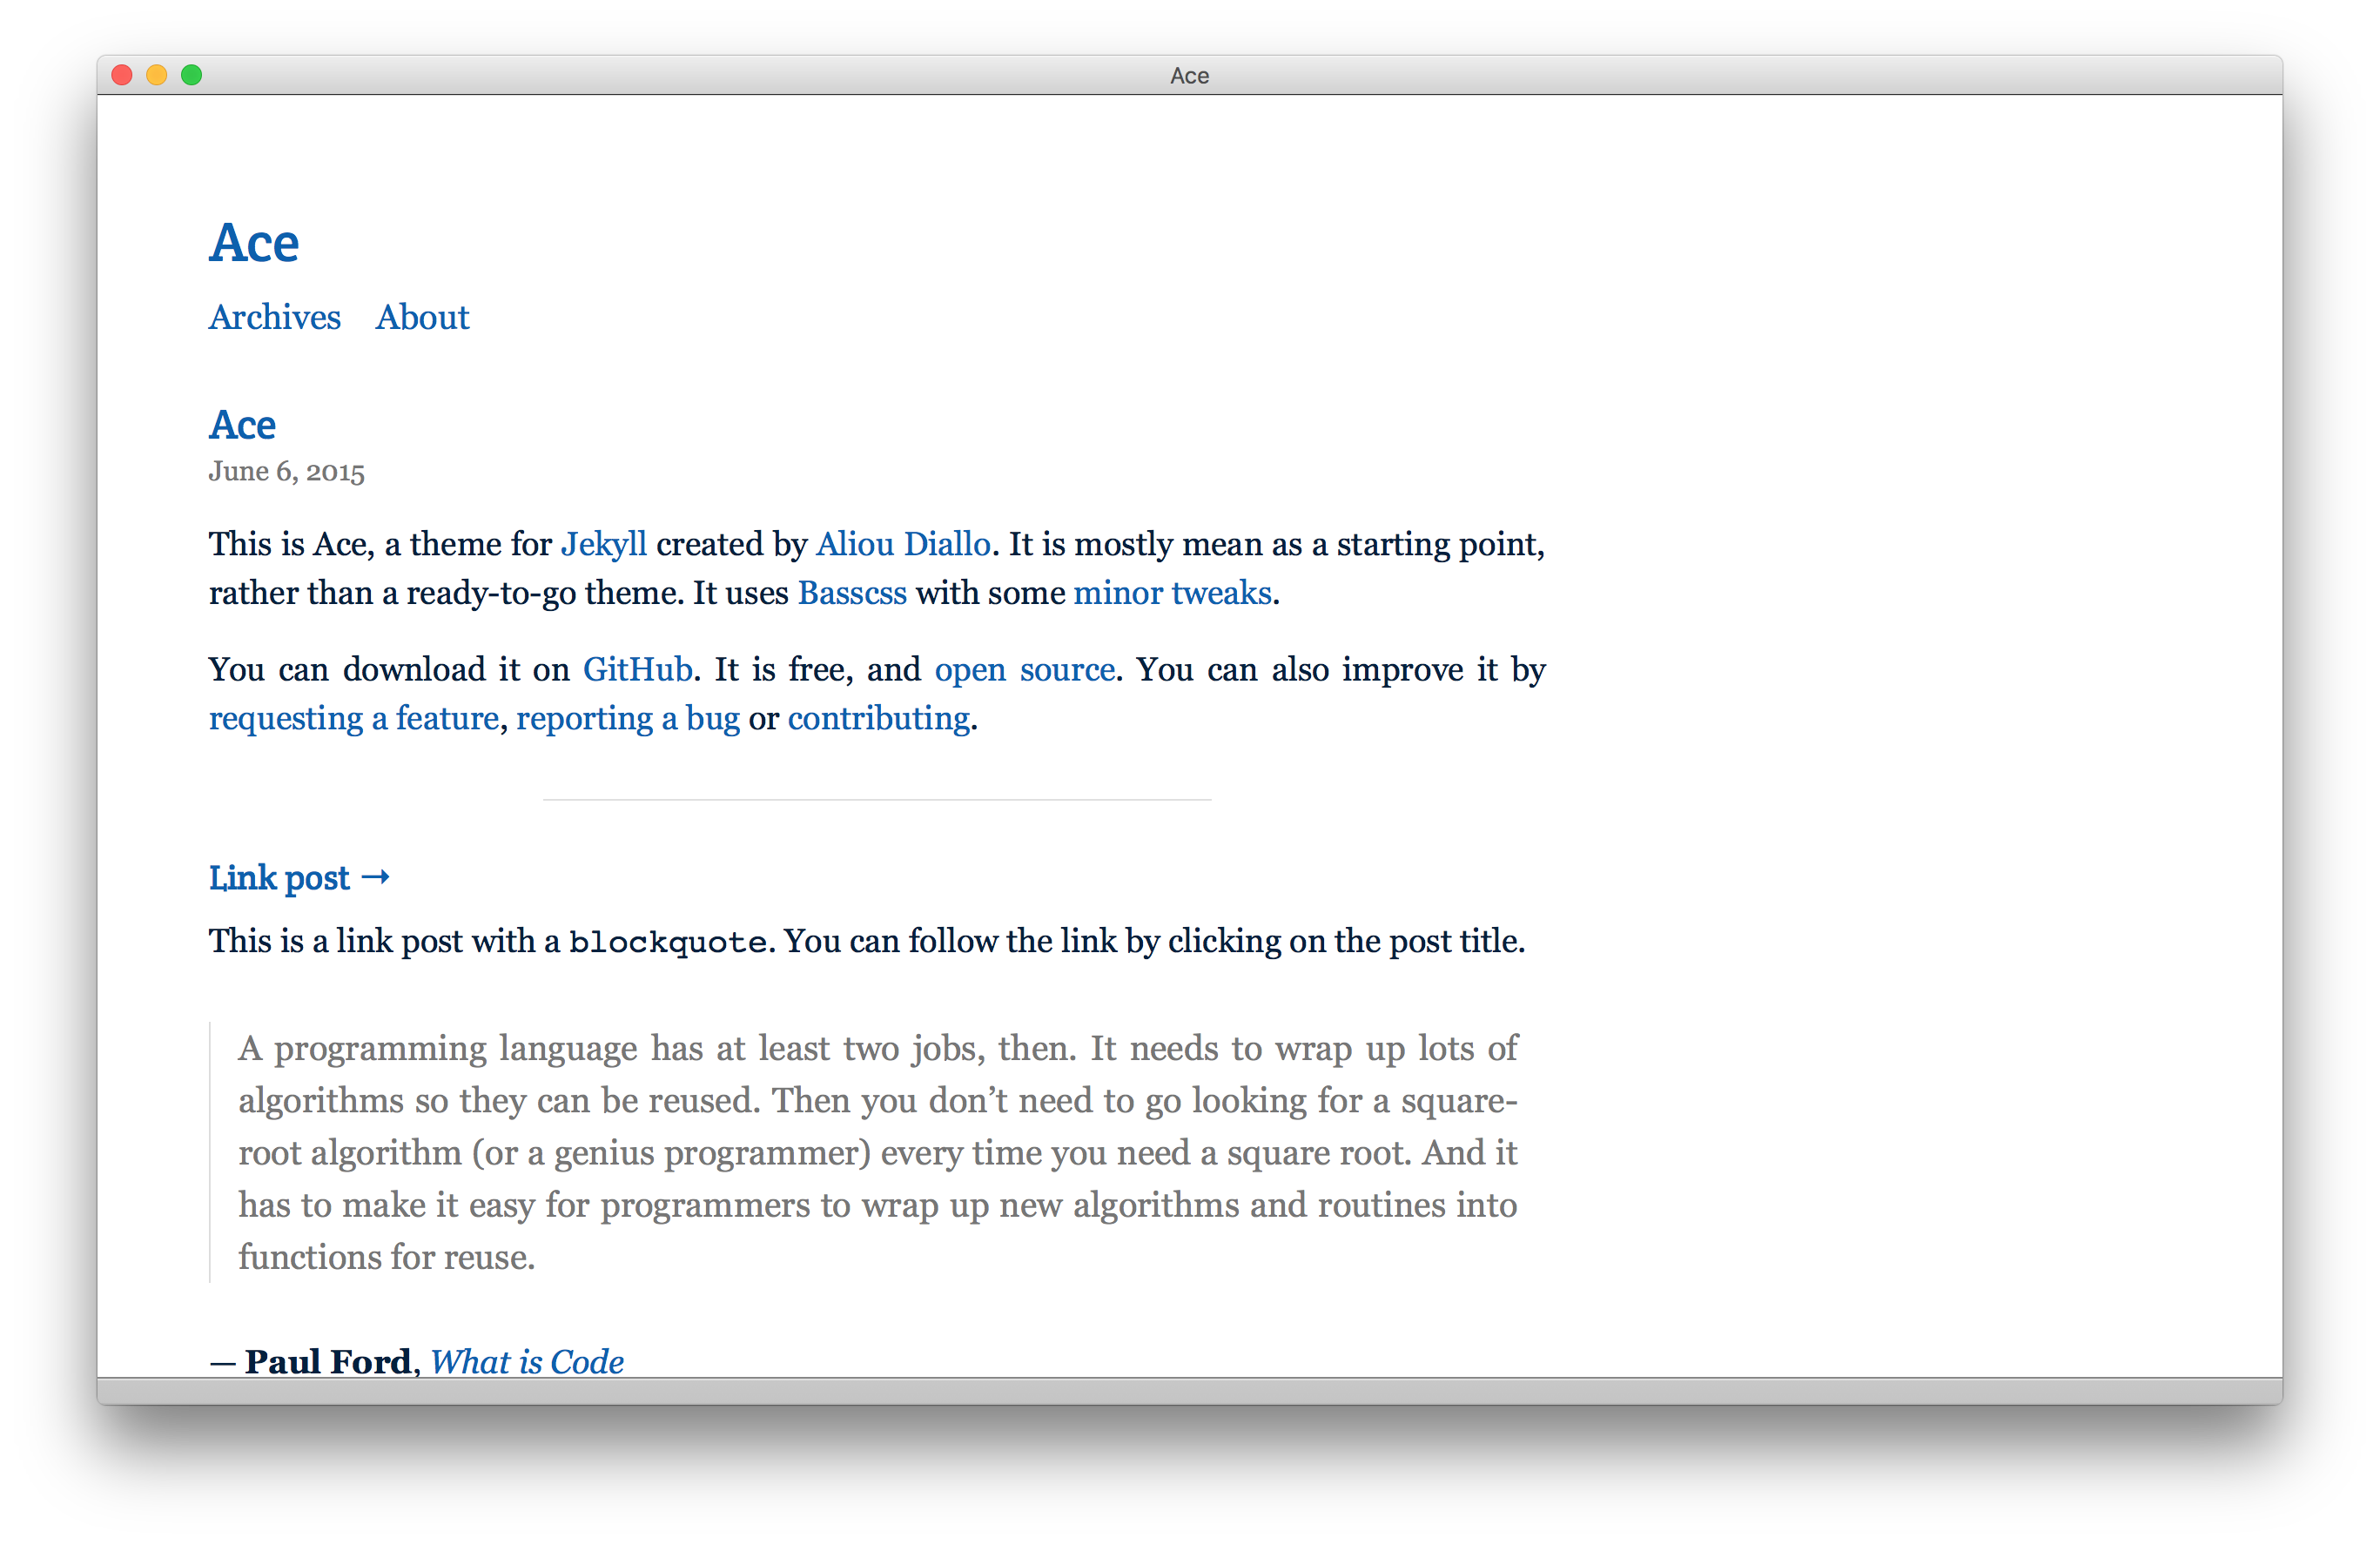 Ace
Ace
Archives About
Ace
June 6, 2015
This is Ace, a theme for Jekyll created by Aliou Diallo. It is mostly mean as a starting point,
rather than a ready-to-go theme. It uses Basscss with some minor tweaks.
You can download it on GitHub. It is free, and open source. You can also improve it by
requesting a feature, reporting a bug or contributing.
Link post →
This is a link post with a blockquote. You can follow the link by clicking on the post title.
A programming language has at least two jobs, then. It needs to wrap up lots of
algorithms so they can be reused. Then you don’t need to go looking for a square-
root algorithm (or a genius programmer) every time you need a square root. And it
has to make it easy for programmers to wrap up new algorithms and routines into
functions for reuse.
— Paul Ford, What is Code